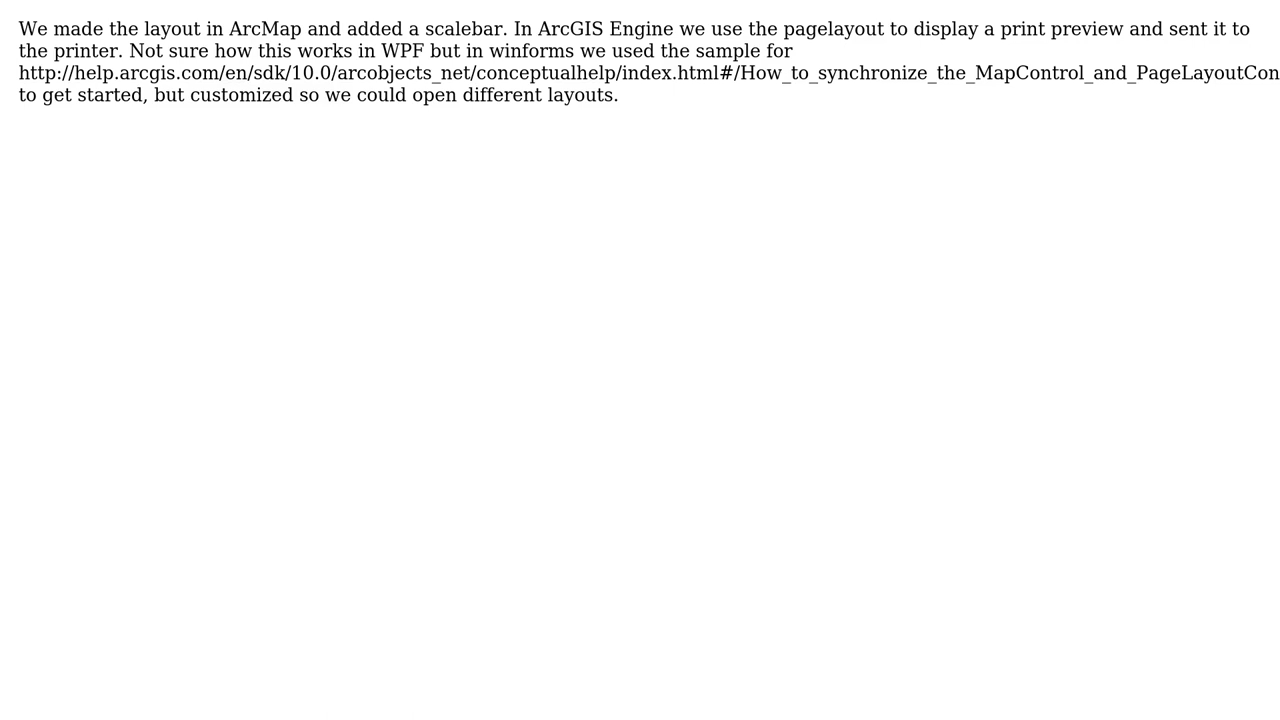 We made the layout in ArcMap and added a scalebar. In ArcGIS Engine we use the pagelayout to display a print preview and sent it to
the printer. Not sure how this works in WPF but in winforms we used the sample for
http://help.arcgis.com/en/sdk/10.0/arcobjects_net/conceptualhelp/index.html#/How_to_synchronize_the_MapControl_and_PageLayoutCon
to get started, but customized so we could open different layouts.